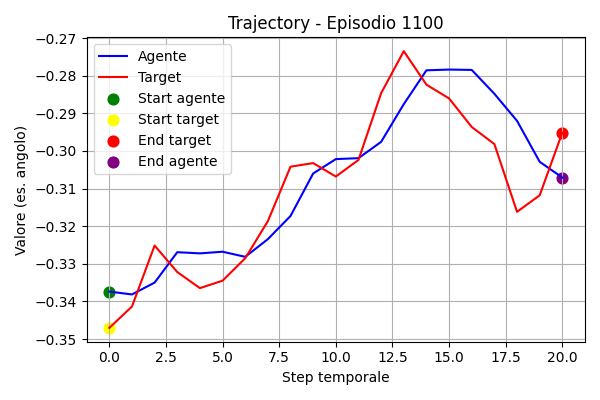 Trajectory - Episodio 1100
Agente
Target
Start agente
Start target
End target
End agente
Valore (es. angolo)
−0.27
−0.28
−0.29
−0.30
−0.31
−0.32
−0.33
−0.34
−0.35
0.0 2.5 5.0 7.5 10.0 12.5 15.0 17.5 20.0
Step temporale